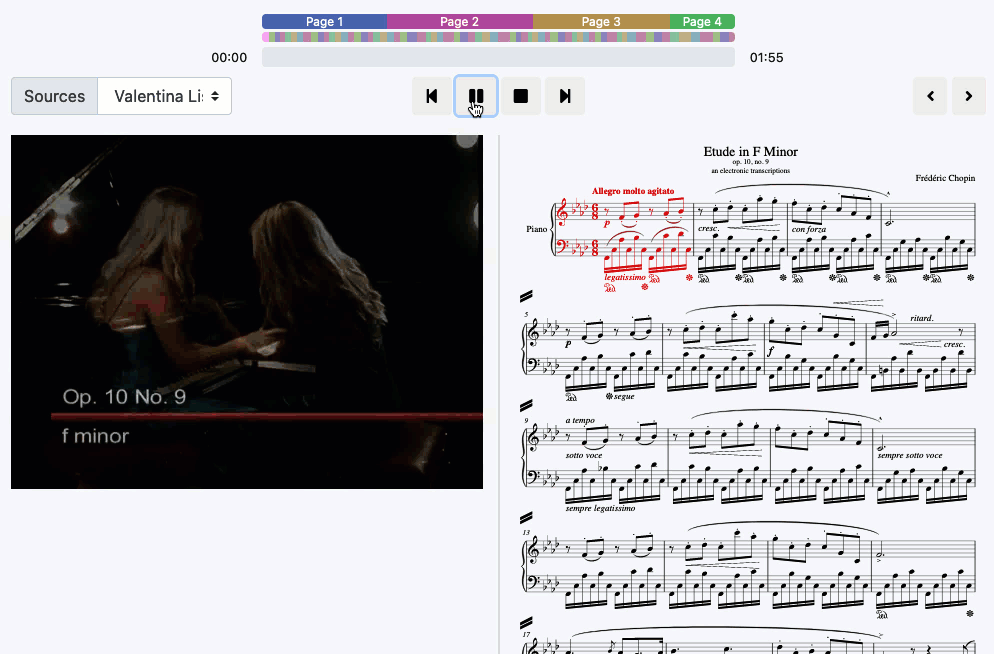 Page 1 Page 2 Page 3 Page 4
00:00 01:55
Sources Valentina Li
Op. 10 No. 9
f minor
Etude in F Minor
op. 10, no. 9
an electronic transcriptions
Frédéric Chopin
Allegro molto agitato
Piano
p cresc. con forza
legatissimo
5
ritard.
p f cresc.
segue
9
a tempo
sotto voce sempre sotto voce
sempre legatissimo
13
17